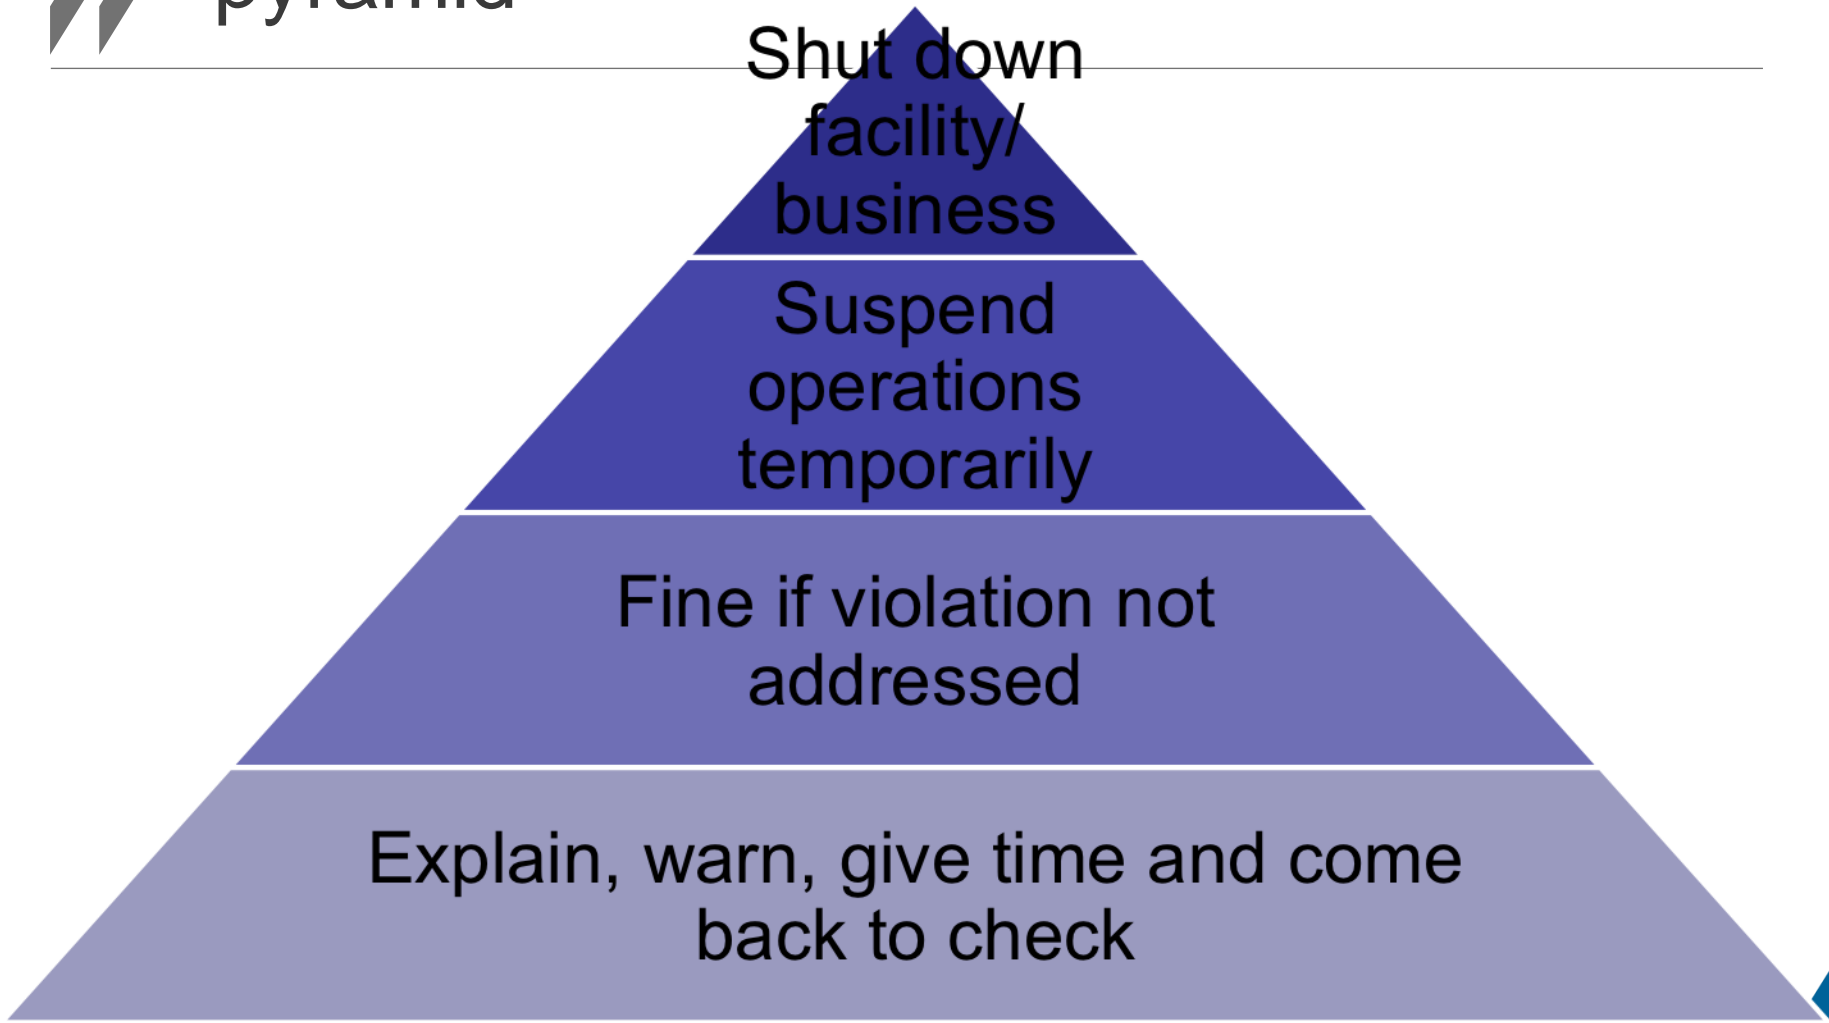 pyramid
Shut down
facility/
business
Suspend
operations
temporarily
Fine if violation not
addressed
Explain, warn, give time and come
back to check